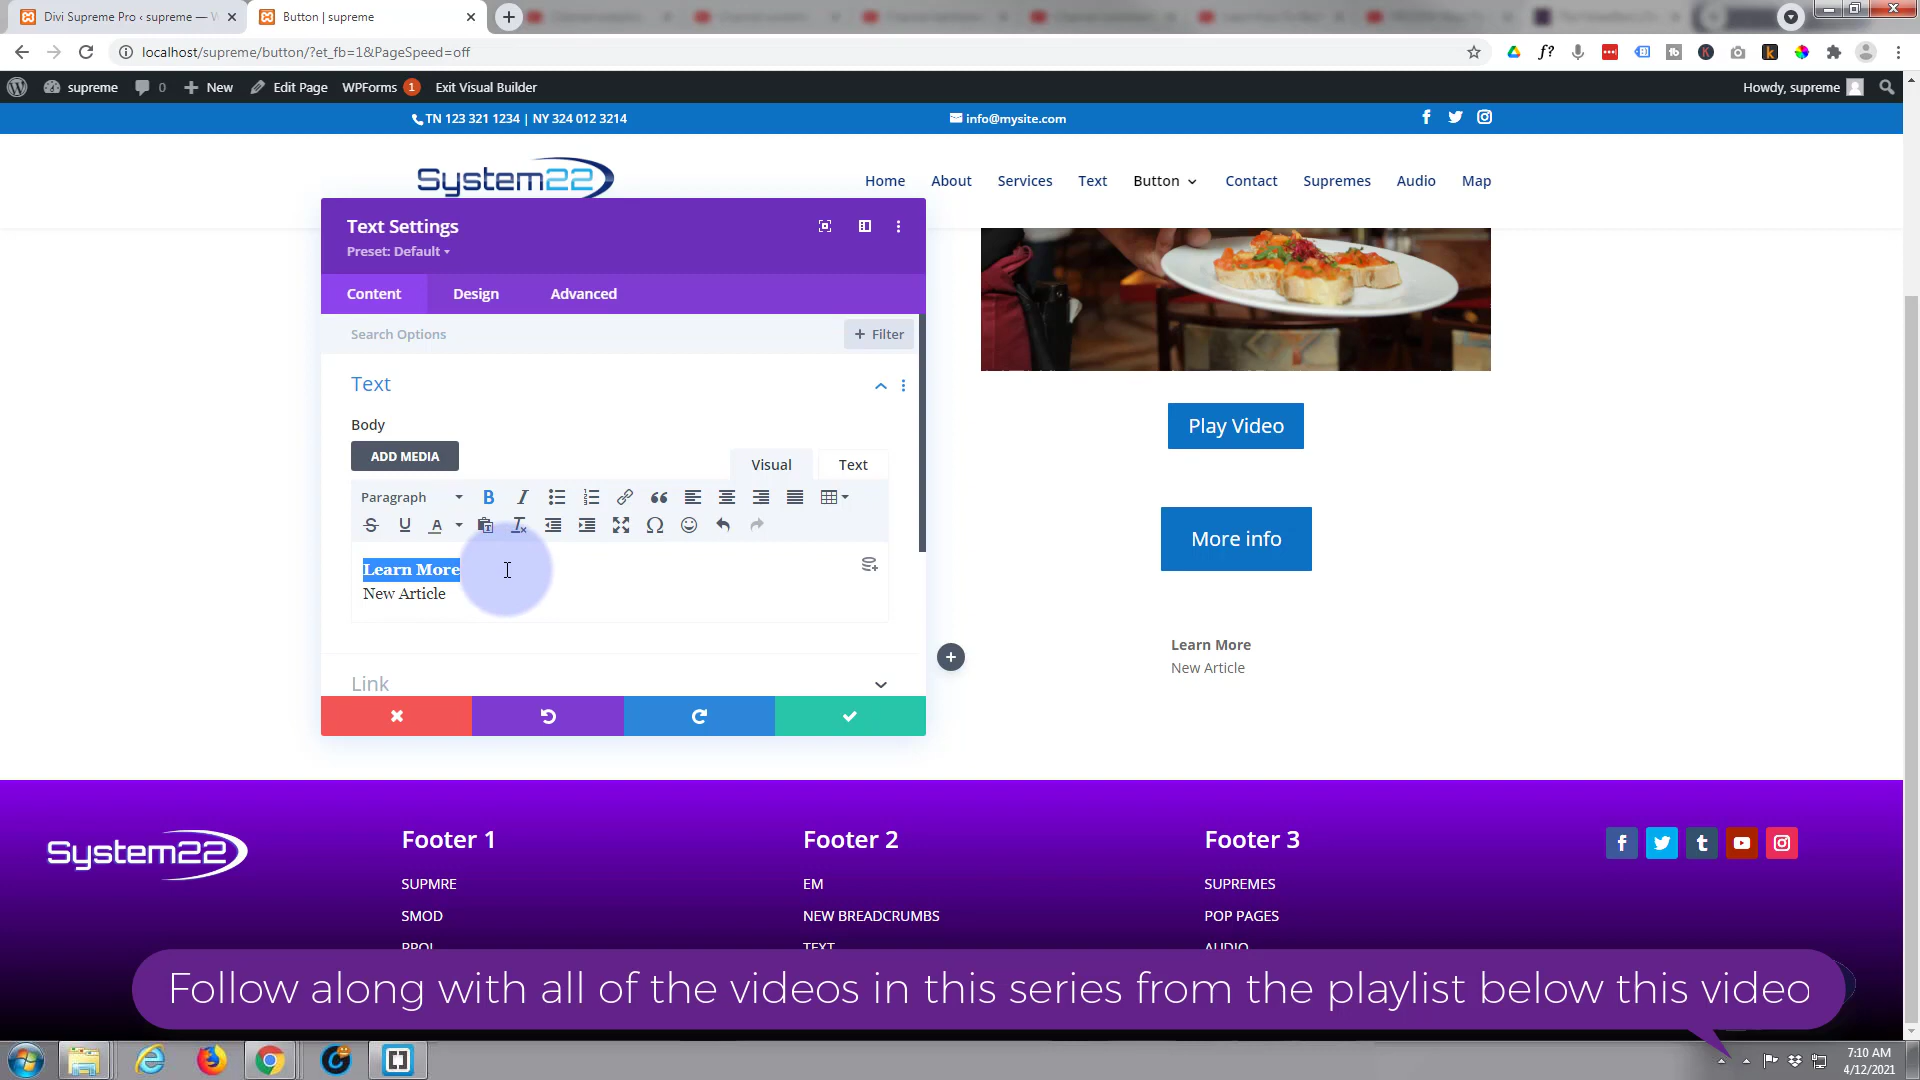 Divi Supreme Pro ‹ supreme — W
Button | supreme
localhost/supreme/button/?et_fb=1&PageSpeed=off
supreme
0
New
Edit Page
WPForms 1
Exit Visual Builder
Howdy, supreme
TN 123 321 1234 | NY 324 012 3214
info@mysite.com
System22
Home
About
Services
Text
Button
Contact
Supremes
Audio
Map
Text Settings
Preset: Default
Content
Design
Advanced
Search Options
+ Filter
Text
Body
ADD MEDIA
Visual
Text
Paragraph
Learn More
New Article
Link
Play Video
More info
Learn More
New Article
System22
Footer 1
SUPMRE
SMOD
Footer 2
EM
NEW BREADCRUMBS
TEXT
Footer 3
SUPREMES
POP PAGES
AUDIO
Follow along with all of the videos in this series from the playlist below this video
7:10 AM
4/12/2021